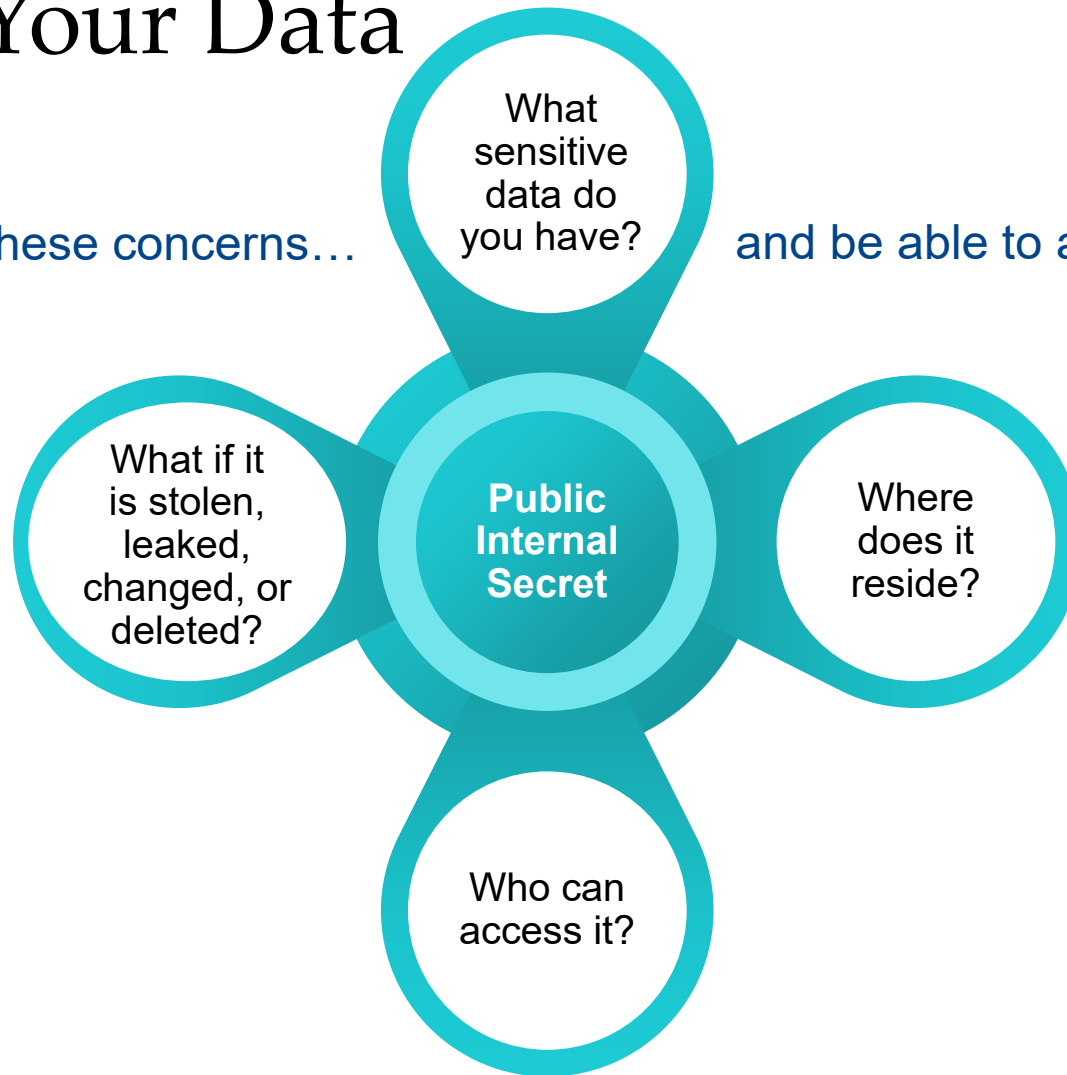 Your Data
What
sensitive
data do
you have?
these concerns…
and be able to a
What if it
is stolen,
leaked,
changed, or
deleted?
Public
Internal
Secret
Where
does it
reside?
Who can
access it?